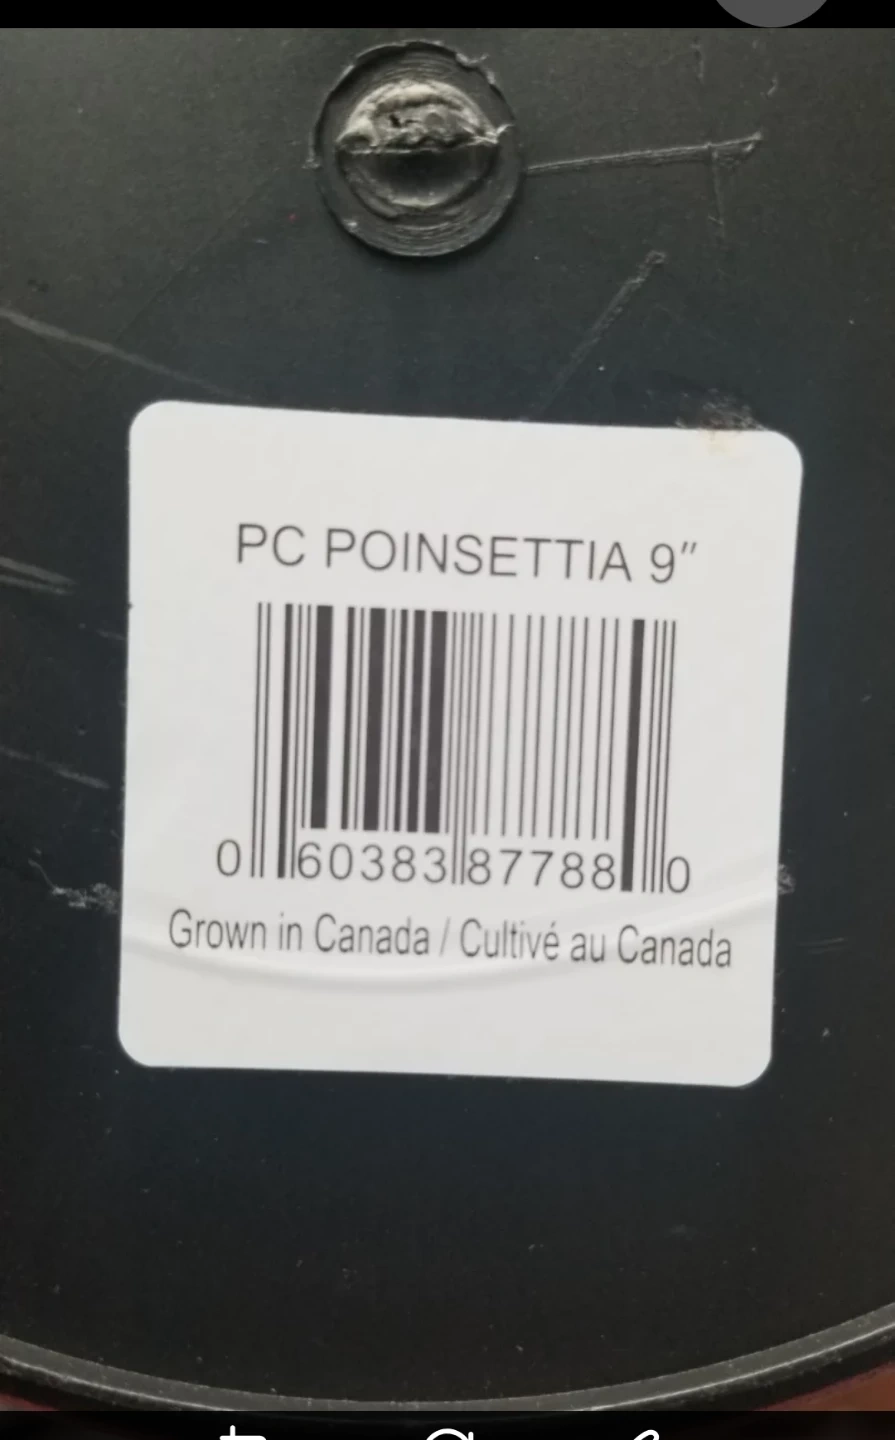 PC POINSETTIA 9"
0 60383 87788 0
Grown in Canada / Cultivé au Canada